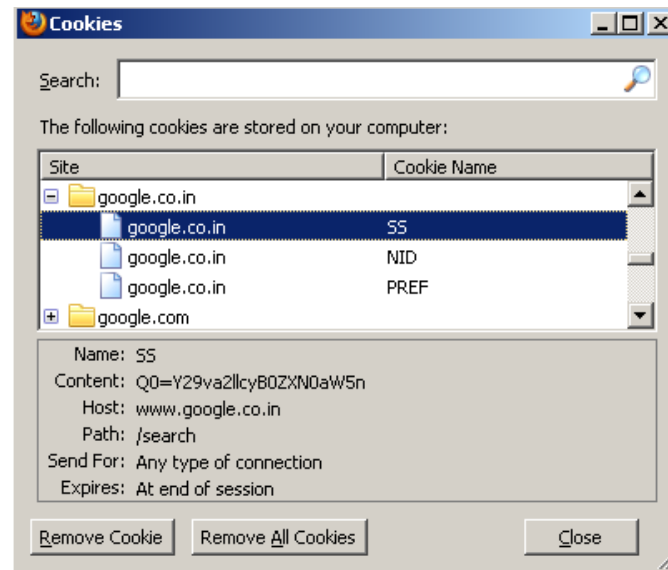 Cookies
Search:
The following cookies are stored on your computer:
Site Cookie Name
google.co.in
google.co.in SS
google.co.in NID
google.co.in PREF
google.com
Name: SS
Content: Q0=Y29va2llcyB0ZXN0aW5n
Host: www.google.co.in
Path: /search
Send For: Any type of connection
Expires: At end of session
Remove Cookie Remove All Cookies Close